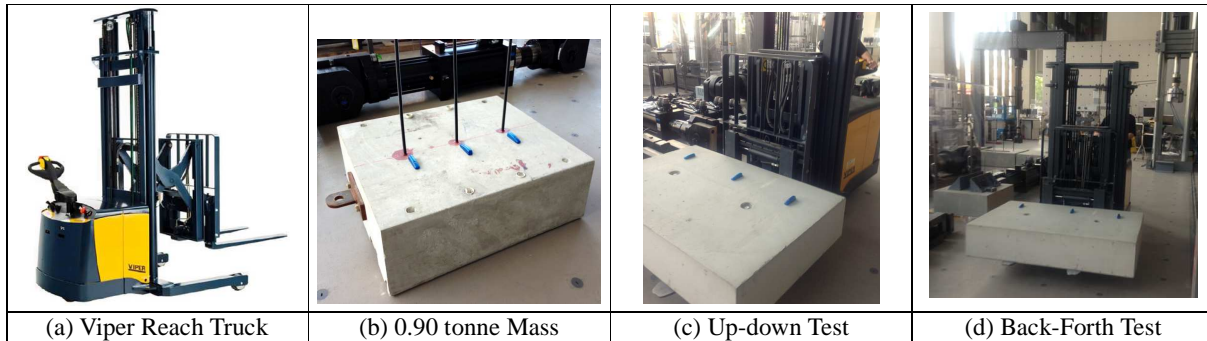 VIPER
(a) Viper Reach Truck
(b) 0.90 tonne Mass
(c) Up-down Test
(d) Back-Forth Test